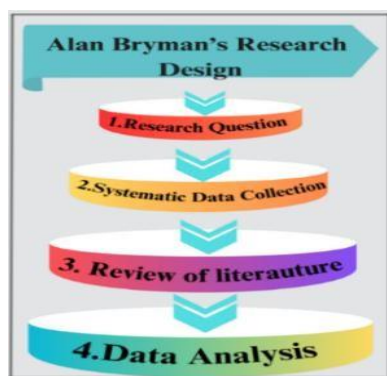 Alan Bryman's Research
Design
1.Research Question
2.Systematic Data Collection
3. Review of literauture
4.Data Analysis